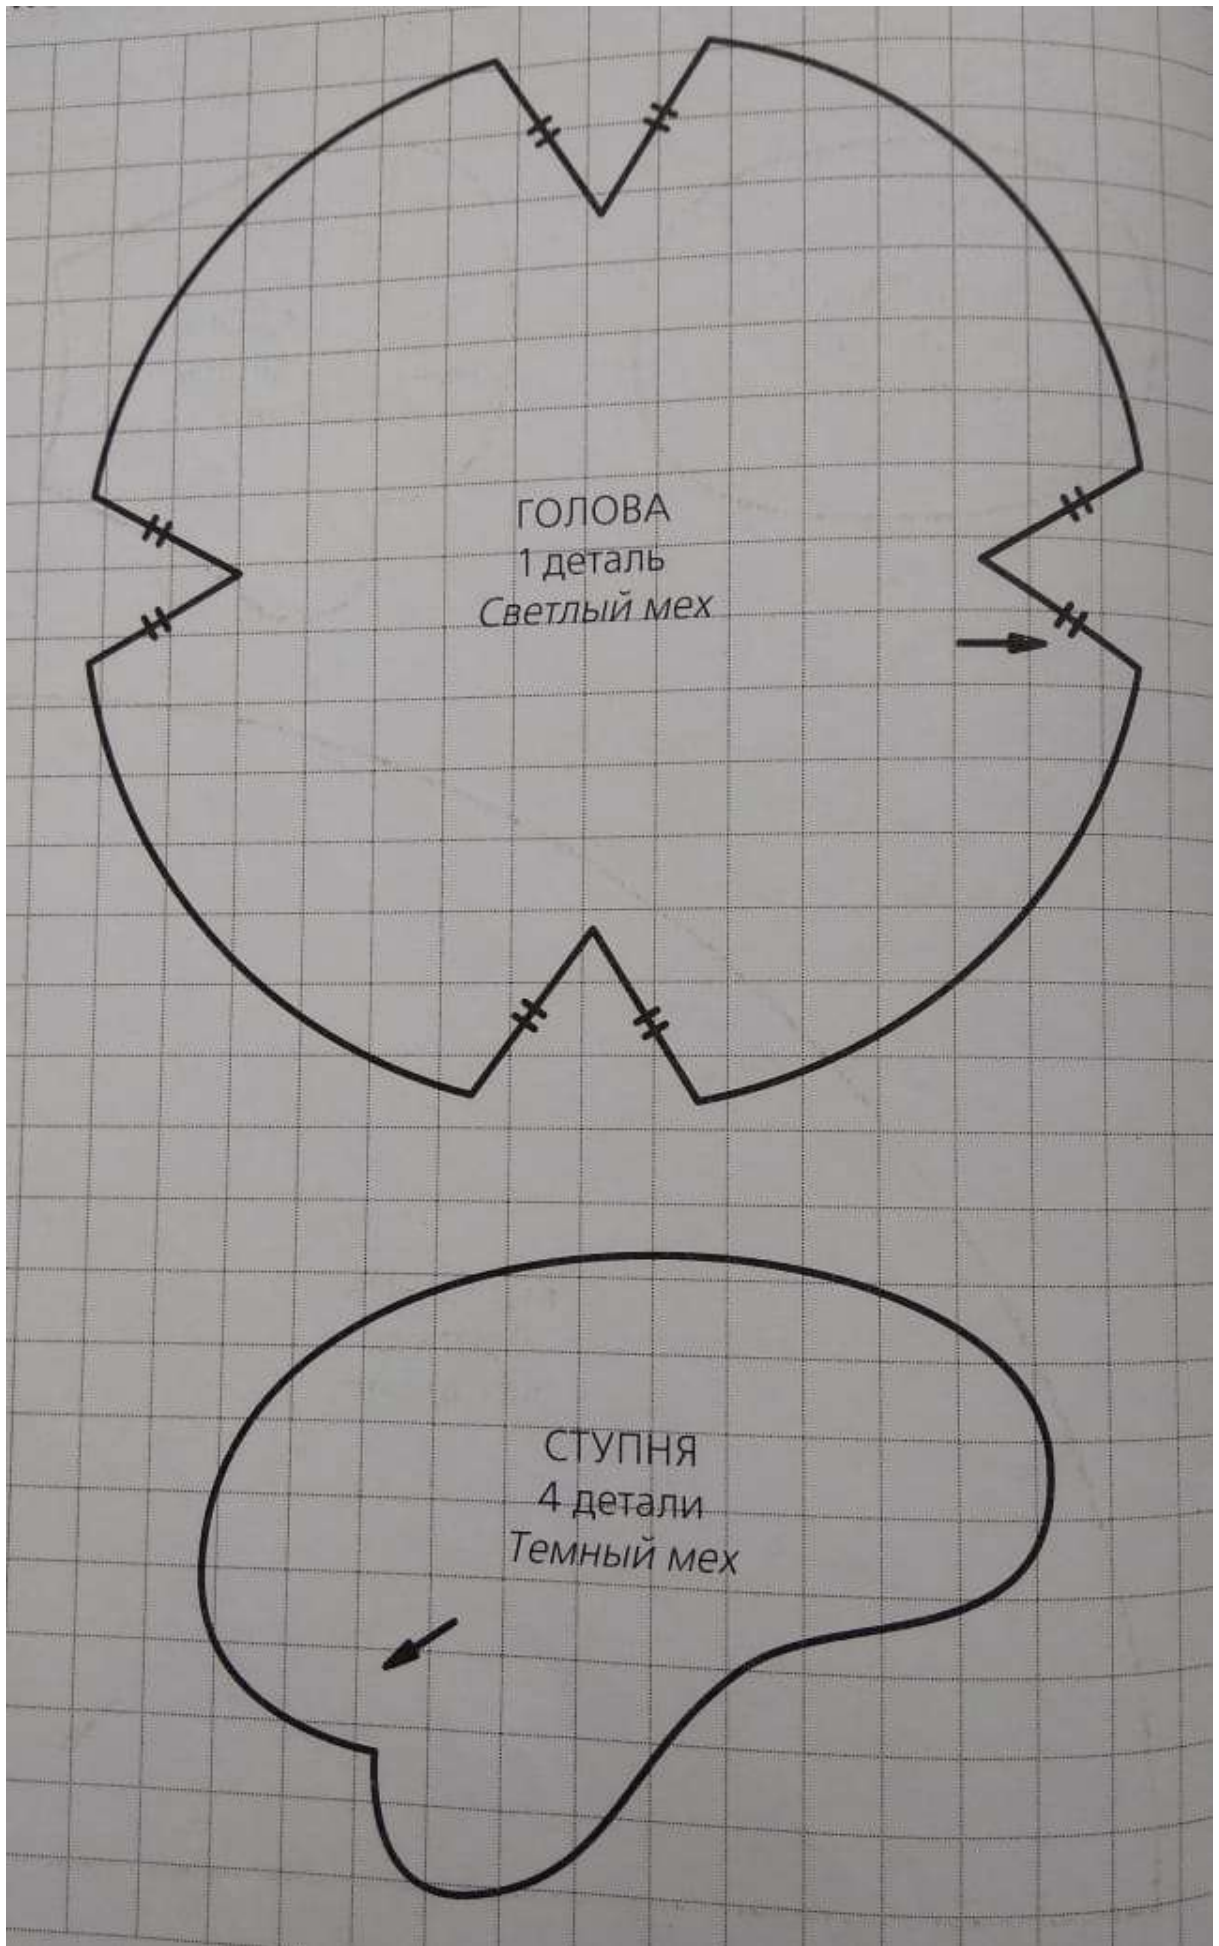 ГОЛОВА
1 деталь
Светлый мех
СТУПНЯ
4 детали
Темный мех